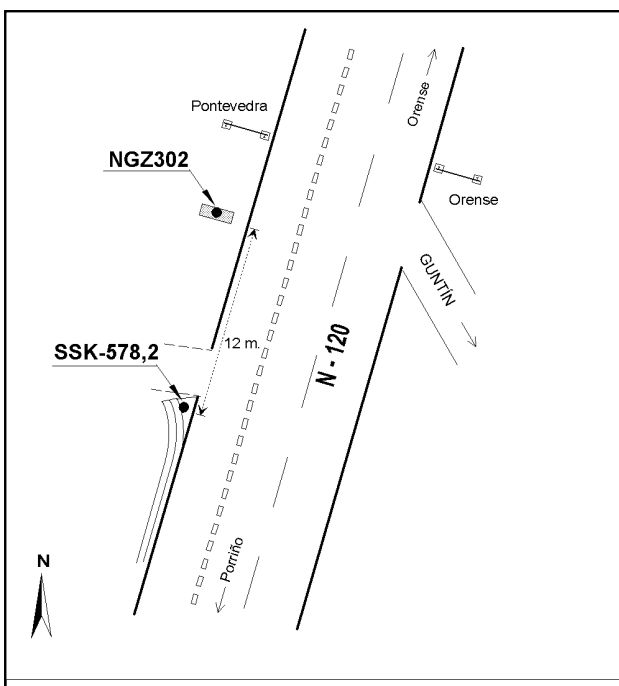 Pontevedra
Orense
NGZ302
Orense
GUNTÍN
12 m.
SSK-578,2
N - 120
Porriño
N